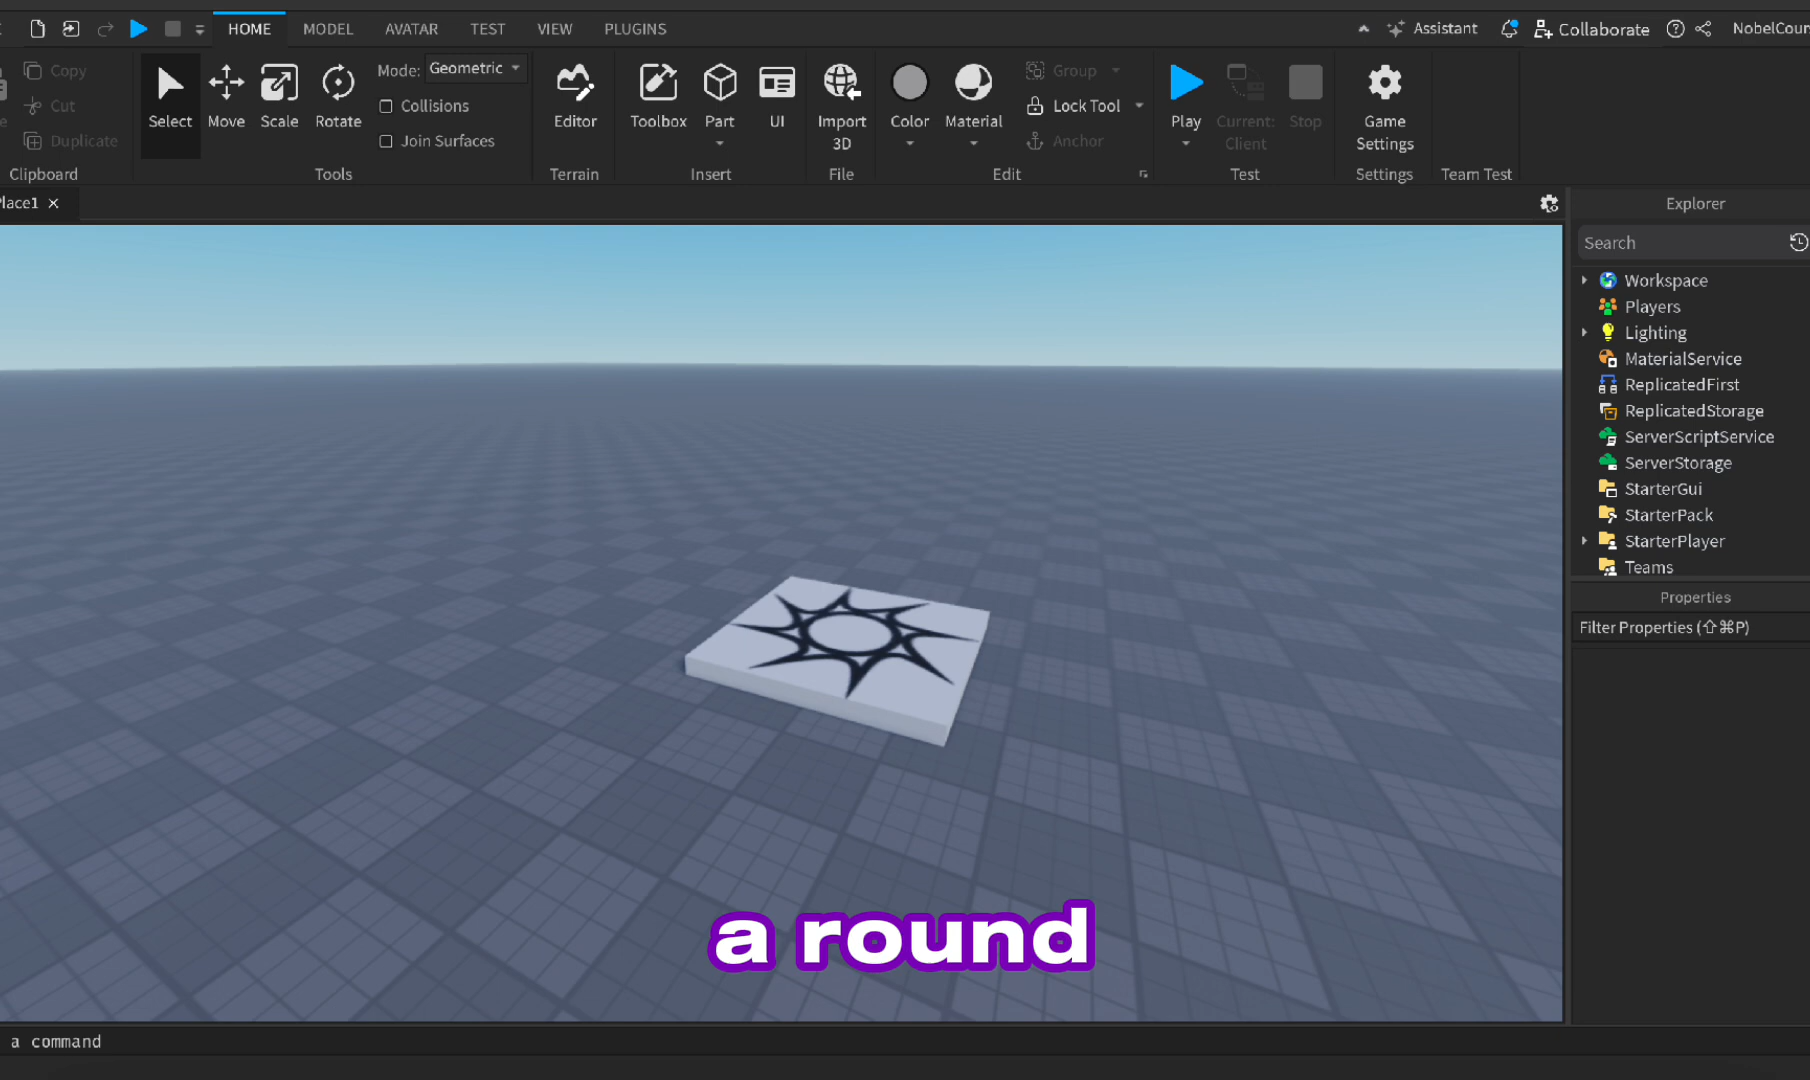 HOME MODEL AVATAR TEST VIEW PLUGINS Assistant Collaborate NobelCour
Copy
Cut
Duplicate
Clipboard
Select Move Scale Rotate
Mode: Geometric
Collisions
Join Surfaces
Tools
Editor
Terrain
Toolbox Part UI
Insert
Import
3D
File
Color Material
Group
Lock Tool
Anchor
Edit
Play Current: Stop
Client
Test
Game
Settings
Settings
Team Test
Place1
Explorer
Search
Workspace
Players
Lighting
MaterialService
ReplicatedFirst
ReplicatedStorage
ServerScriptService
ServerStorage
StarterGui
StarterPack
StarterPlayer
Teams
Properties
Filter Properties (⇧⌘P)
a round
a command